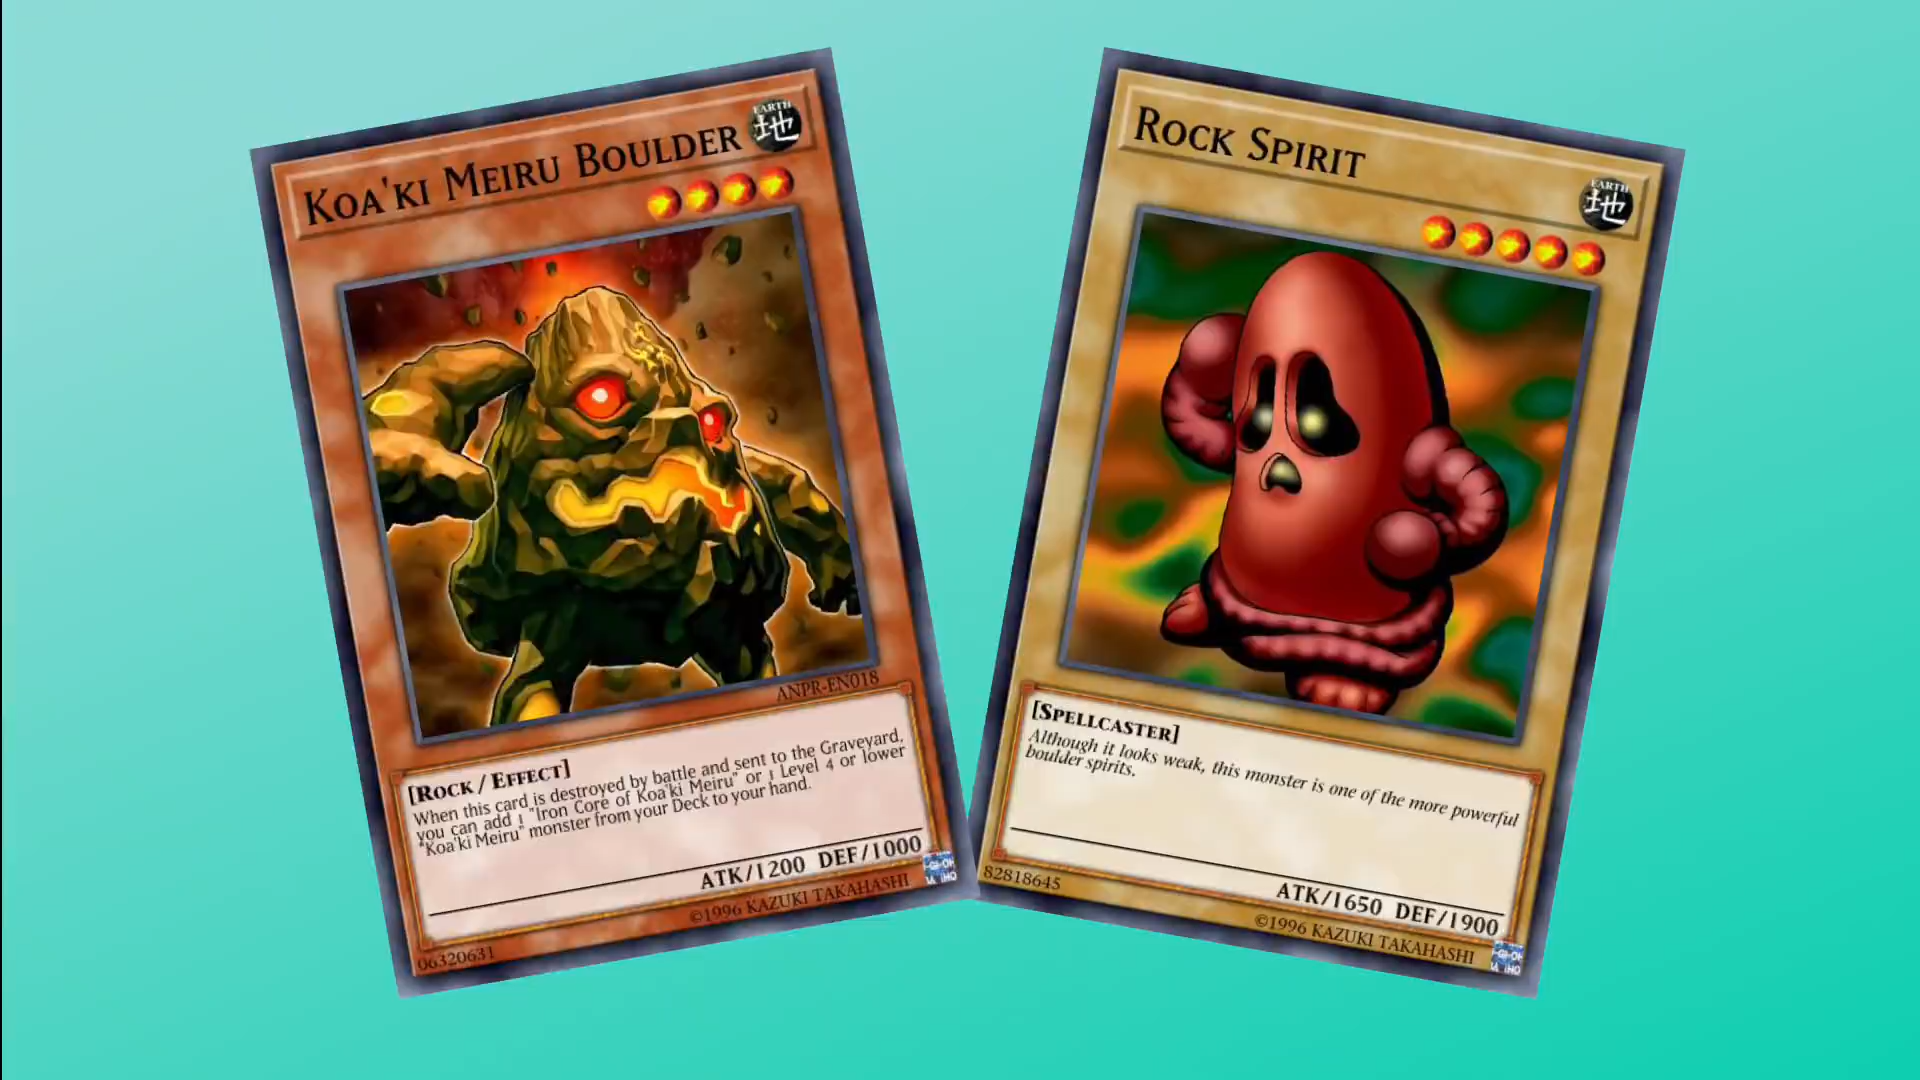 KOA'KI MEIRU BOULDER
EARTH
地
ANPR-EN018
[ROCK / EFFECT]
When this card is destroyed by battle and sent to the Graveyard,
you can add 1 "Iron Core of Koa'ki Meiru" or 1 Level 4 or lower
"Koa'ki Meiru" monster from your Deck to your hand.
ATK/1200 DEF/1000
©1996 KAZUKI TAKAHASHI
06320631
ROCK SPIRIT
EARTH
地
[SPELLCASTER]
Although it looks weak, this monster is one of the more powerful
boulder spirits.
ATK/1650 DEF/1900
82818645
©1996 KAZUKI TAKAHASHI